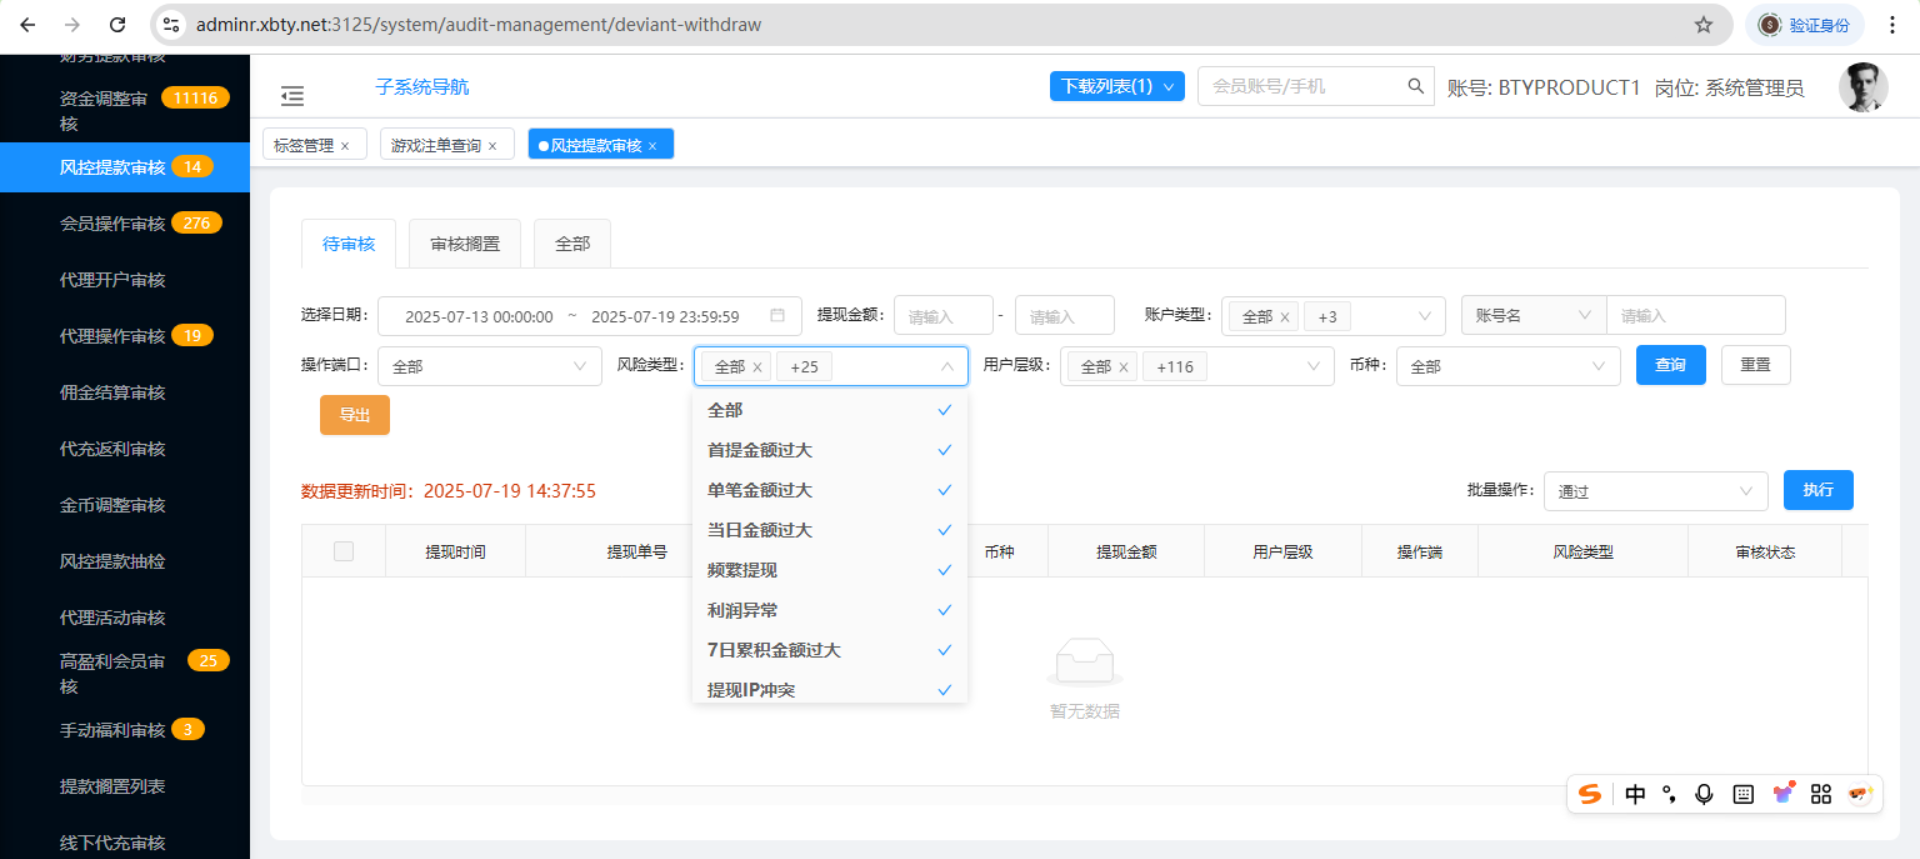 adminr.xbty.net:3125/system/audit-management/deviant-withdraw
验证身份
财务提款审核
资金调整审核
11116
风控提款审核
14
会员操作审核
276
代理开户审核
代理操作审核
19
佣金结算审核
代充返利审核
金币调整审核
风控提款抽检
代理活动审核
高盈利会员审核
25
手动福利审核
3
提款搁置列表
线下代充审核
子系统导航
下载列表(1)
会员账号/手机
账号: BTYPRODUCT1 岗位: 系统管理员
标签管理 ×
游戏注单查询 ×
风控提款审核 ×
待审核
审核搁置
全部
选择日期: 2025-07-13 00:00:00 ~ 2025-07-19 23:59:59
提现金额: 请输入 - 请输入
账户类型: 全部 × +3
账号名 请输入
操作端口: 全部
风险类型: 全部 × +25
用户层级: 全部 × +116
币种: 全部
查询
重置
导出
全部
首提金额过大
单笔金额过大
当日金额过大
频繁提现
利润异常
7日累积金额过大
提现IP冲突
数据更新时间: 2025-07-19 14:37:55
批量操作: 通过
执行
提现时间 提现单号 币种 提现金额 用户层级 操作端 风险类型 审核状态
暂无数据
中